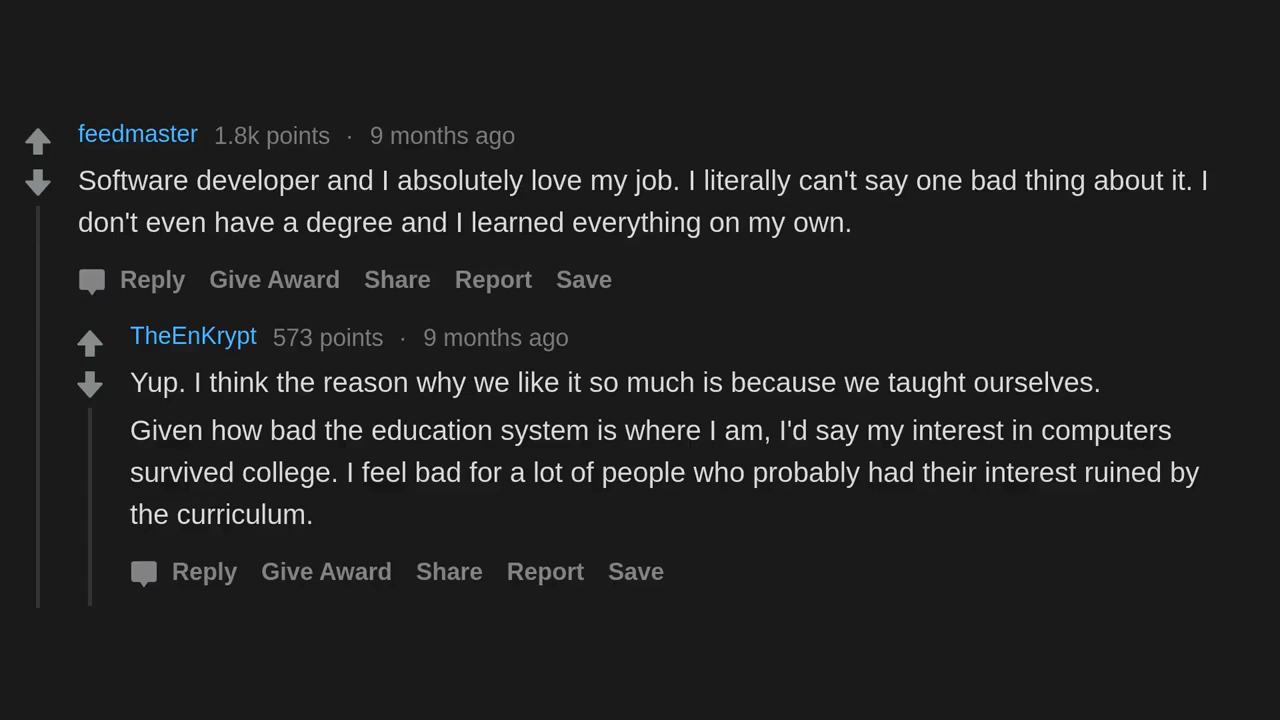 feedmaster 1.8k points · 9 months ago
Software developer and I absolutely love my job. I literally can't say one bad thing about it. I
don't even have a degree and I learned everything on my own.
Reply Give Award Share Report Save
TheEnKrypt 573 points · 9 months ago
Yup. I think the reason why we like it so much is because we taught ourselves.
Given how bad the education system is where I am, I'd say my interest in computers
survived college. I feel bad for a lot of people who probably had their interest ruined by
the curriculum.
Reply Give Award Share Report Save